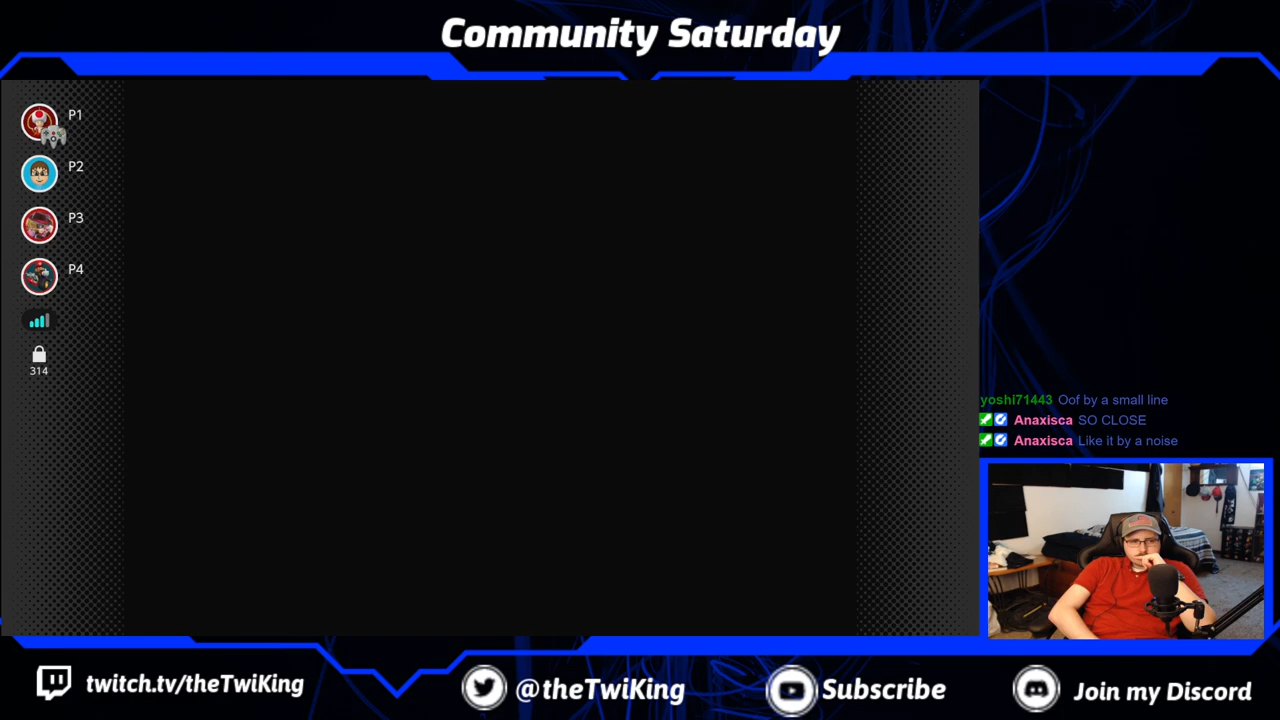 Community Saturday
P1
P2
P3
P4
314
yoshi71443 Oof by a small line
Anaxisca SO CLOSE
Anaxisca Like it by a noise
twitch.tv/theTwiKing
@theTwiKing
Subscribe
Join my Discord